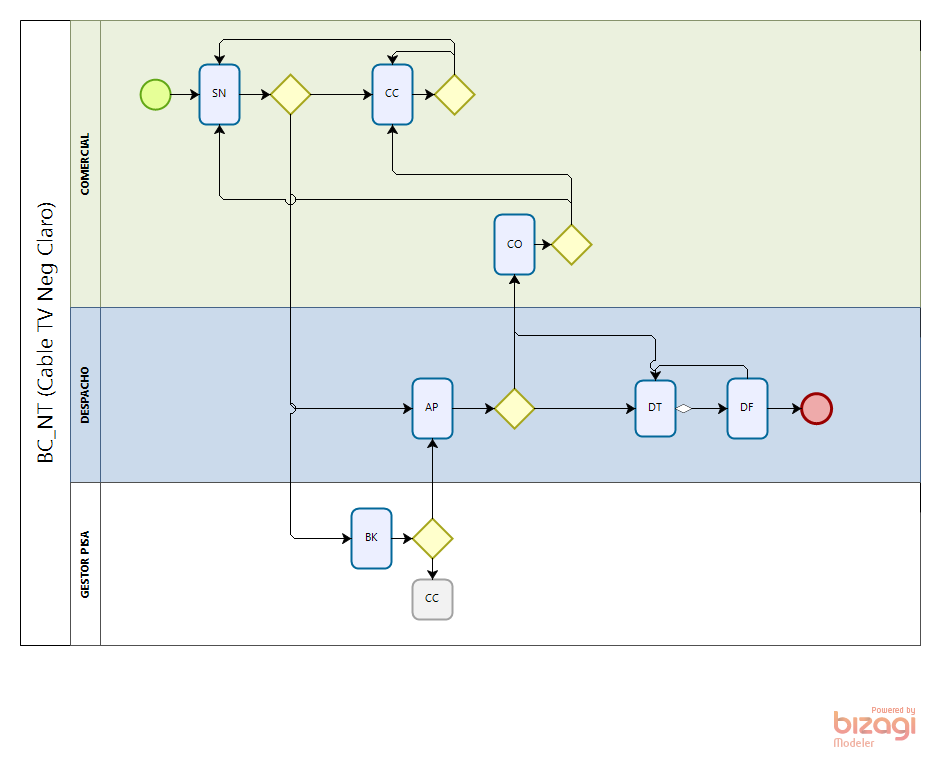 BC_NT (Cable TV Neg Claro)
COMERCIAL
SN
CC
CO
DESPACHO
AP
DT
DF
GESTOR PISA
BK
CC
Powered by
bizagi
Modeler